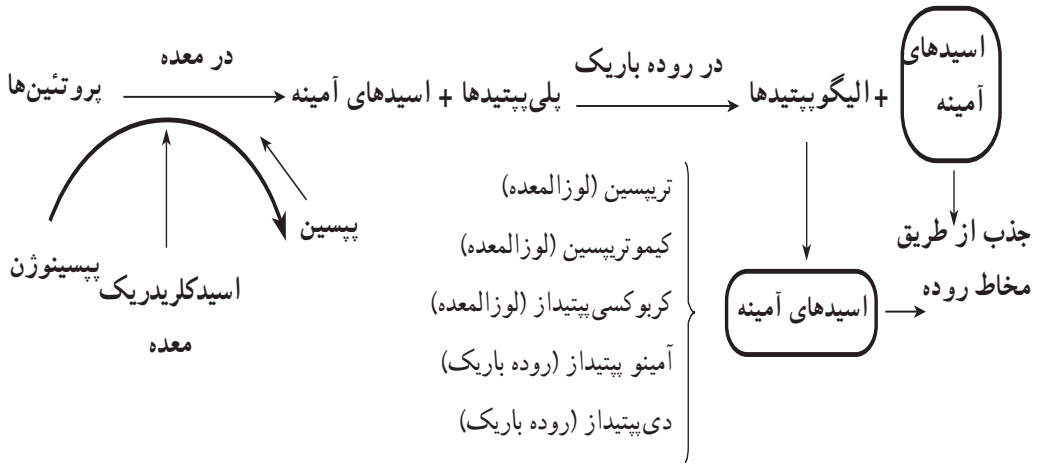 پروتئین‌ها
در معده
اسیدهای آمینه + پلی‌پپتیدها
در روده باریک
الیگوپپتیدها +
اسیدهای
آمینه
پپسینوژن
اسیدکلریدریک
معده
پپسین
تریپسین (لوزالمعده)
کیموتریپسین (لوزالمعده)
کربوکسی‌پپتیداز (لوزالمعده)
آمینو پپتیداز (روده باریک)
دی‌پپتیداز (روده باریک)
اسیدهای آمینه
جذب از طریق
مخاط روده